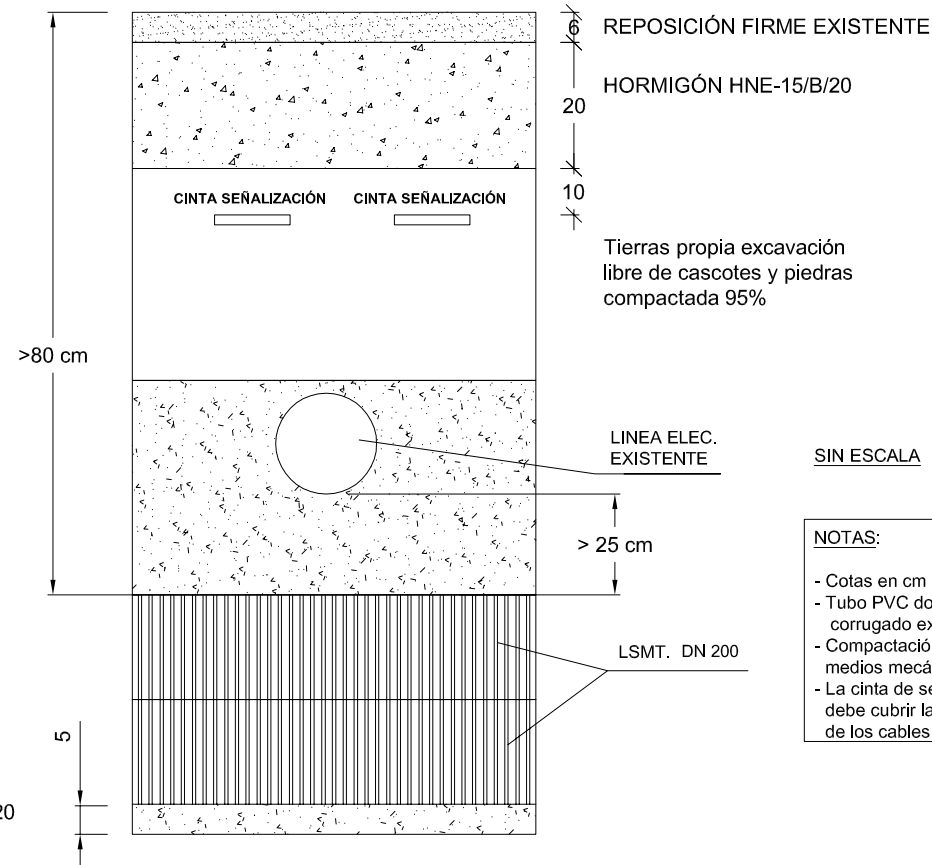 6 REPOSICIÓN FIRME EXISTENTE
HORMIGÓN HNE-15/B/20
20
10
CINTA SEÑALIZACIÓN CINTA SEÑALIZACIÓN
Tierras propia excavación
libre de cascotes y piedras
compactada 95%
>80 cm
LINEA ELEC.
EXISTENTE
SIN ESCALA
> 25 cm
NOTAS:
- Cotas en cm
- Tubo PVC do
corrugado ex
- Compactació
medios mecá
- La cinta de se
debe cubrir la
de los cables
LSMT. DN 200
5
20